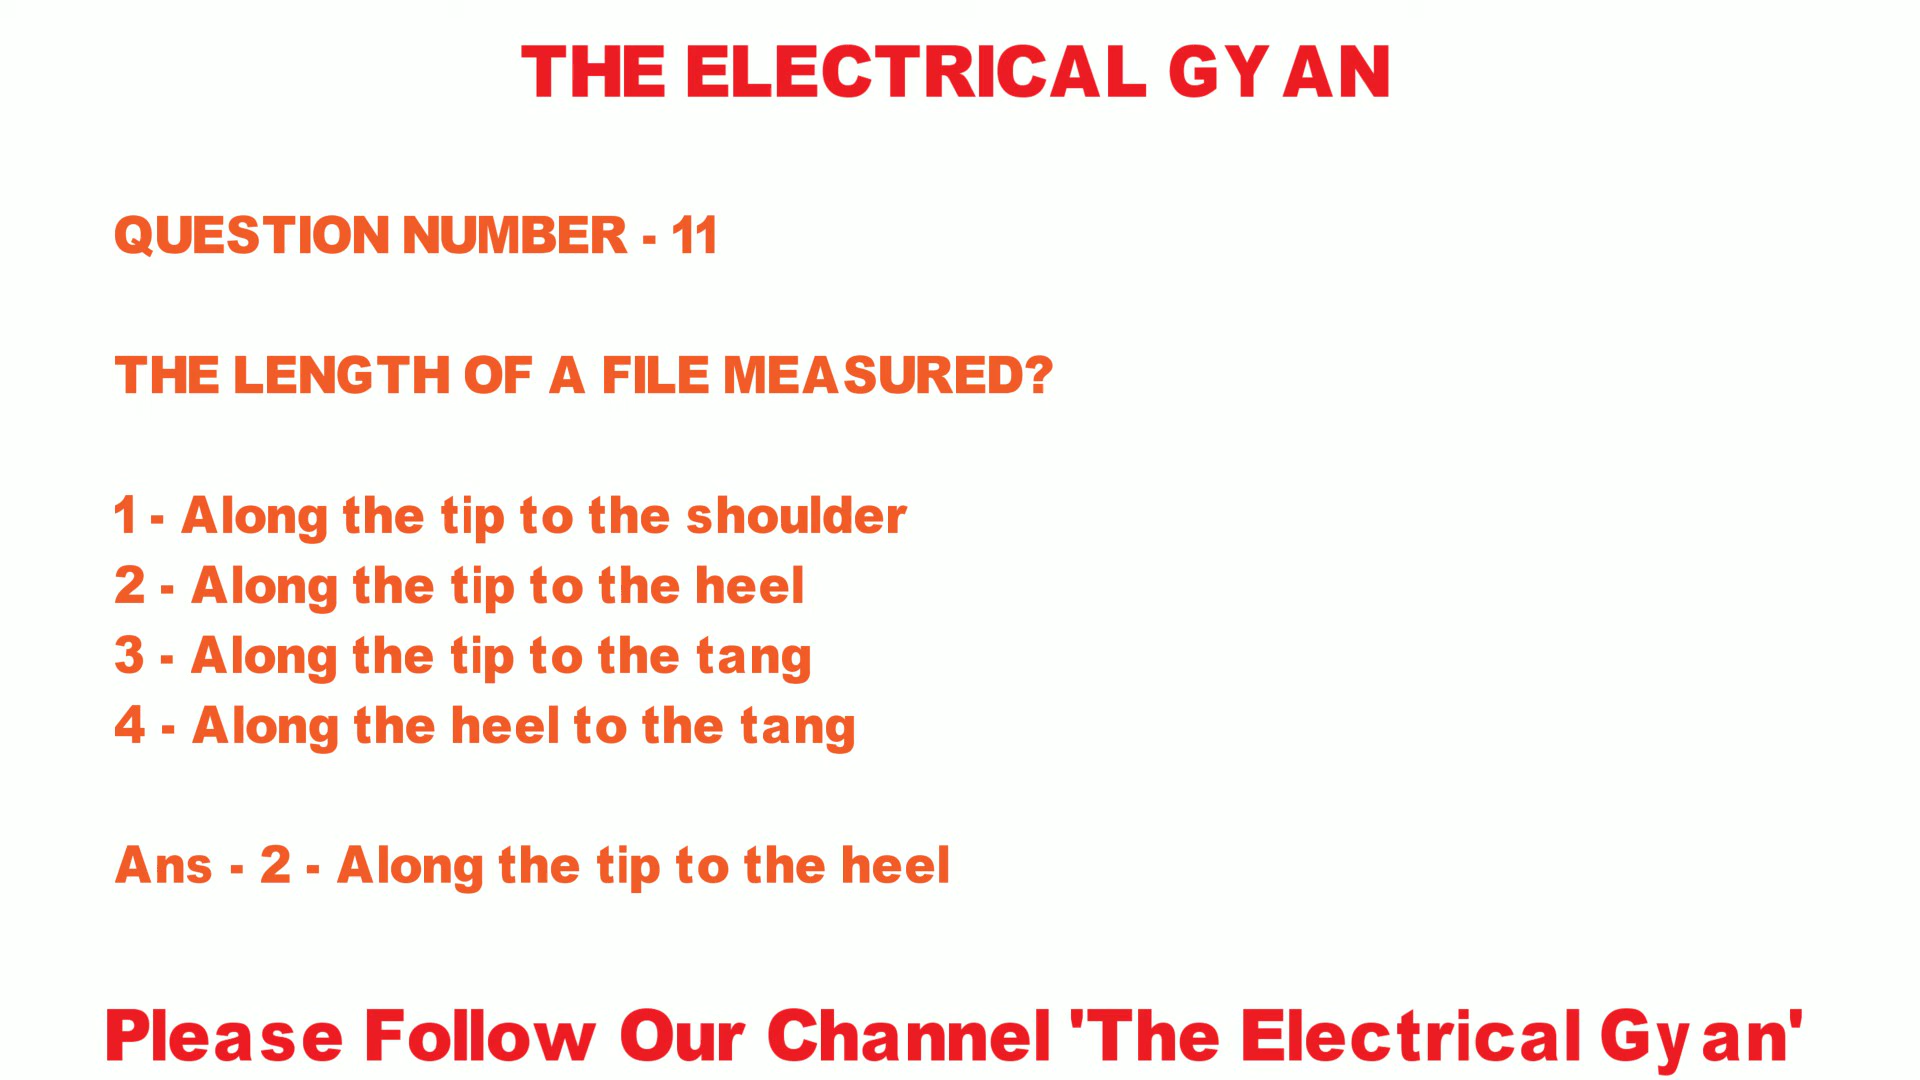 THE ELECTRICAL GYAN
QUESTION NUMBER - 11
THE LENGTH OF A FILE MEASURED?
1 - Along the tip to the shoulder
2 - Along the tip to the heel
3 - Along the tip to the tang
4 - Along the heel to the tang
Ans - 2 - Along the tip to the heel
Please Follow Our Channel 'The Electrical Gyan'